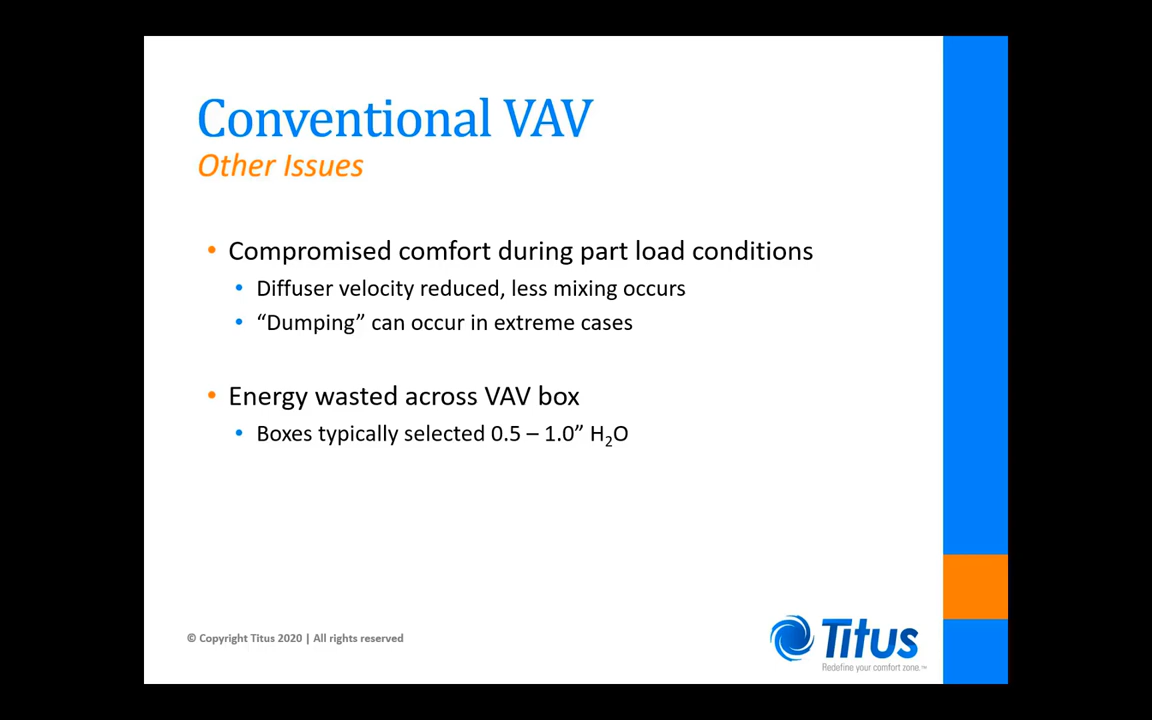 Conventional VAV
Other Issues
• Compromised comfort during part load conditions
• Diffuser velocity reduced, less mixing occurs
• “Dumping” can occur in extreme cases
• Energy wasted across VAV box
• Boxes typically selected 0.5 – 1.0” H₂O
© Copyright Titus 2020 | All rights reserved
Titus
Redefine your comfort zone.™